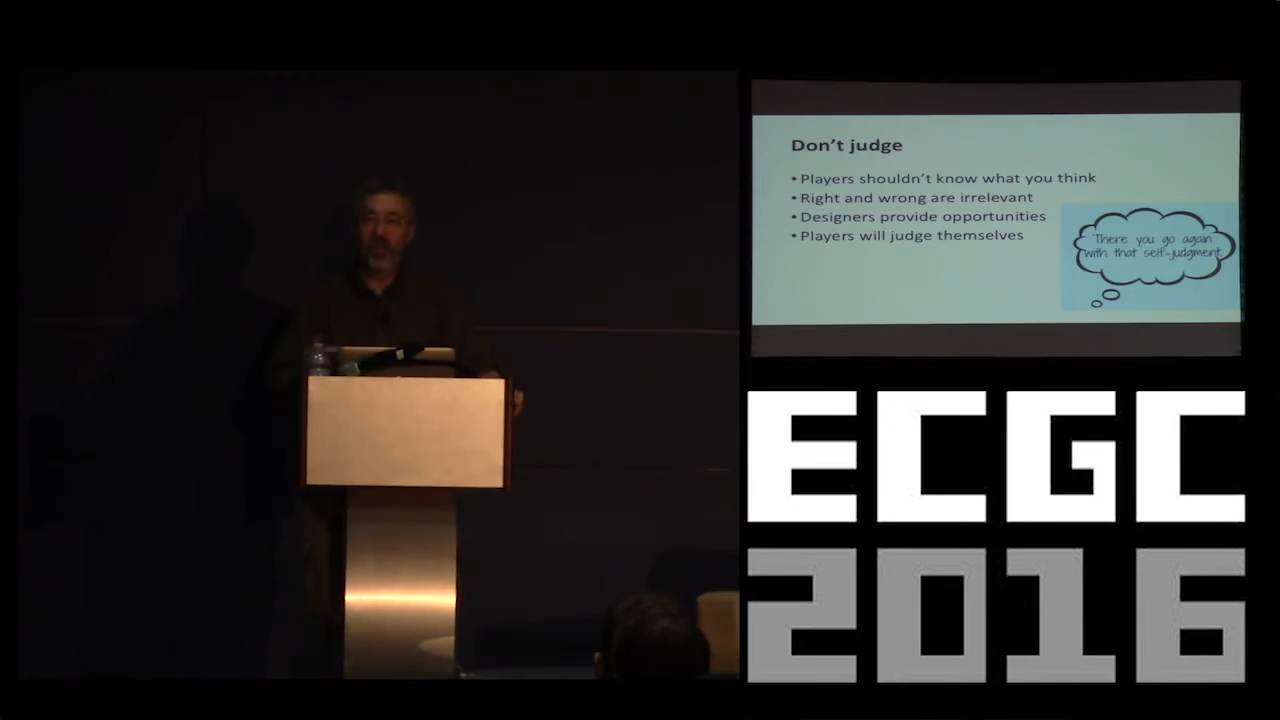 Don't judge
• Players shouldn't know what you think
• Right and wrong are irrelevant
• Designers provide opportunities
• Players will judge themselves
There you go again
with that self-judgment
ECGC
2016